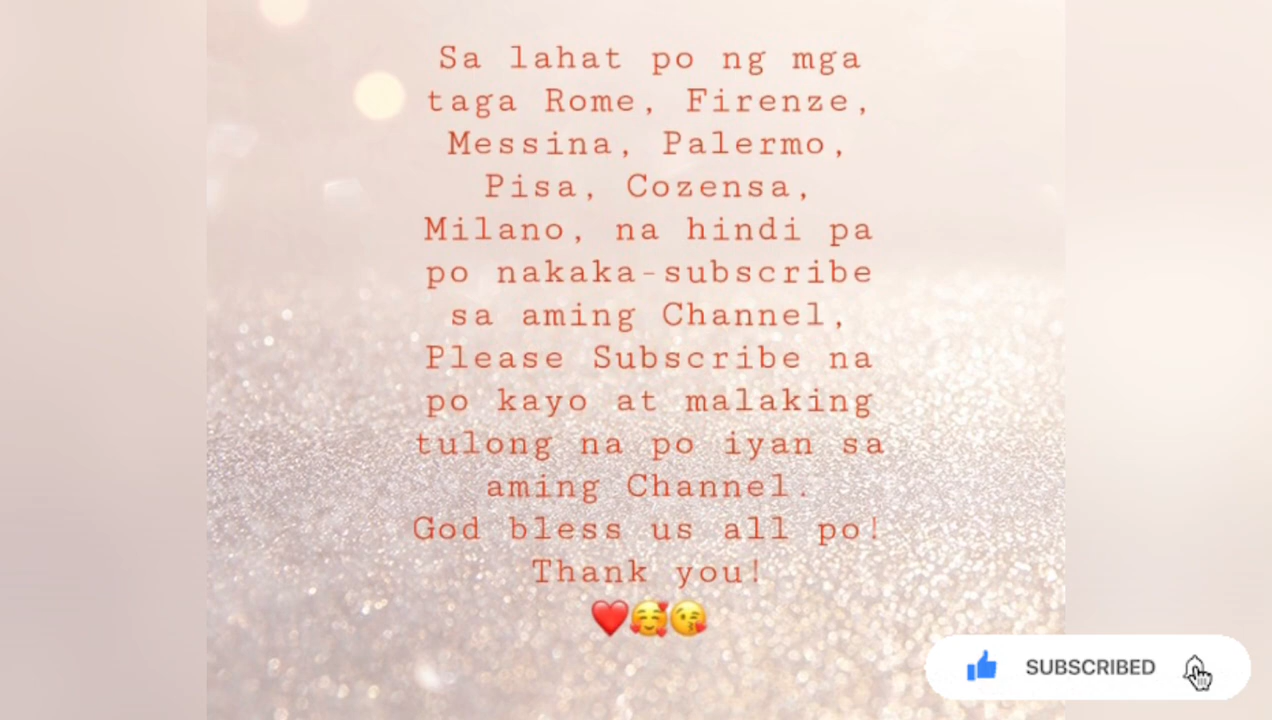 Sa lahat po ng mga
taga Rome, Firenze,
Messina, Palermo,
Pisa, Cozensa,
Milano, na hindi pa
po nakaka-subscribe
sa aming Channel,
Please Subscribe na
po kayo at malaking
tulong na po iyan sa
aming Channel.
God bless us all po!
Thank you!
❤️🥰😘
SUBSCRIBED